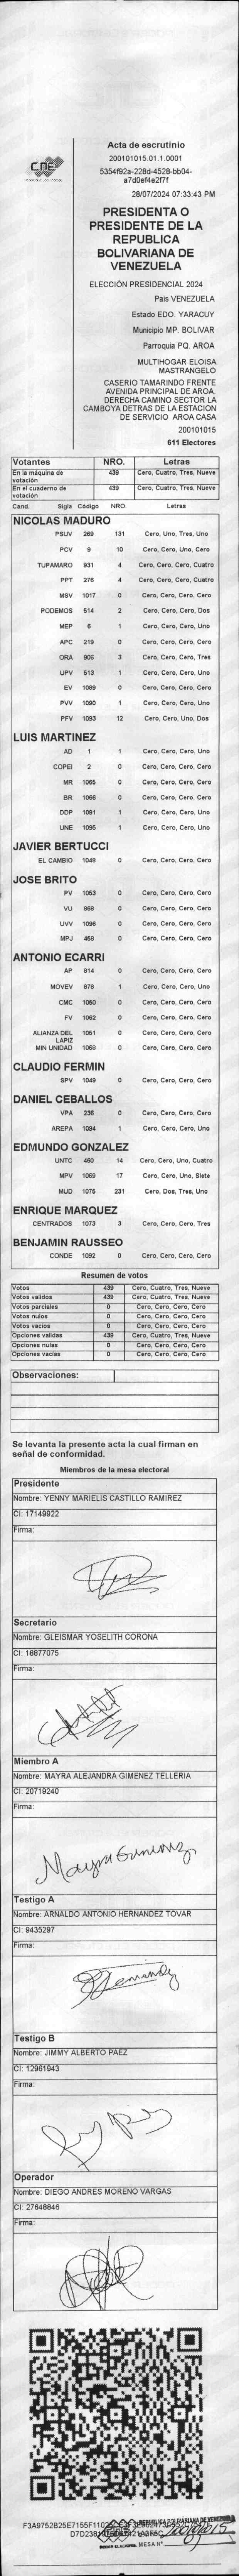 CNE
Acta de escrutinio
200101015.01.1.0001
5354f92a-228d-4528-bb04-
a7d0ef4e2f7f
28/07/2024 07:33:43 PM
PRESIDENTA O
PRESIDENTE DE LA
REPUBLICA
BOLIVARIANA DE
VENEZUELA
ELECCIÓN PRESIDENCIAL 2024
País VENEZUELA
Estado EDO. YARACUY
Municipio MP. BOLIVAR
Parroquia PQ. AROA
MULTIHOGAR ELOISA
MASTRANGELO
CASERIO TAMARINDO FRENTE
AVENIDA PRINCIPAL DE AROA.
DERECHA CAMINO SECTOR LA
CAMBOYA DETRAS DE LA ESTACION
DE SERVICIO AROA CASA
200101015
611 Electores
Votantes NRO. Letras
En la máquina de votación 439 Cero, Cuatro, Tres, Nueve
En el cuaderno de votación 439 Cero, Cuatro, Tres, Nueve
Cand. Sigla Código NRO. Letras
NICOLAS MADURO
PSUV 269 131 Cero, Uno, Tres, Uno
PCV 9 10 Cero, Cero, Uno, Cero
TUPAMARO 931 4 Cero, Cero, Cero, Cuatro
PPT 276 4 Cero, Cero, Cero, Cuatro
MSV 1017 0 Cero, Cero, Cero, Cero
PODEMOS 514 2 Cero, Cero, Cero, Dos
MEP 6 1 Cero, Cero, Cero, Uno
APC 219 0 Cero, Cero, Cero, Cero
ORA 906 3 Cero, Cero, Cero, Tres
UPV 513 1 Cero, Cero, Cero, Uno
EV 1089 0 Cero, Cero, Cero, Cero
PVV 1090 1 Cero, Cero, Cero, Uno
PFV 1093 12 Cero, Cero, Uno, Dos
LUIS MARTINEZ
AD 1 1 Cero, Cero, Cero, Uno
COPEI 2 0 Cero, Cero, Cero, Cero
MR 1065 0 Cero, Cero, Cero, Cero
BR 1066 0 Cero, Cero, Cero, Cero
DDP 1091 1 Cero, Cero, Cero, Uno
UNE 1095 1 Cero, Cero, Cero, Uno
JAVIER BERTUCCI
EL CAMBIO 1048 0 Cero, Cero, Cero, Cero
JOSE BRITO
PV 1053 0 Cero, Cero, Cero, Cero
VU 868 0 Cero, Cero, Cero, Cero
UVV 1096 0 Cero, Cero, Cero, Cero
MPJ 458 0 Cero, Cero, Cero, Cero
ANTONIO ECARRI
AP 814 0 Cero, Cero, Cero, Cero
MOVEV 878 1 Cero, Cero, Cero, Uno
CMC 1050 0 Cero, Cero, Cero, Cero
FV 1062 0 Cero, Cero, Cero, Cero
ALIANZA DEL LAPIZ 1051 0 Cero, Cero, Cero, Cero
MIN UNIDAD 1068 0 Cero, Cero, Cero, Cero
CLAUDIO FERMIN
SPV 1049 0 Cero, Cero, Cero, Cero
DANIEL CEBALLOS
VPA 236 0 Cero, Cero, Cero, Cero
AREPA 1094 1 Cero, Cero, Cero, Uno
EDMUNDO GONZALEZ
UNTC 460 14 Cero, Cero, Uno, Cuatro
MPV 1069 17 Cero, Cero, Uno, Siete
MUD 1075 231 Cero, Dos, Tres, Uno
ENRIQUE MARQUEZ
CENTRADOS 1073 3 Cero, Cero, Cero, Tres
BENJAMIN RAUSSEO
CONDE 1092 0 Cero, Cero, Cero, Cero
Resumen de votos
Votos 439 Cero, Cuatro, Tres, Nueve
Votos validos 439 Cero, Cuatro, Tres, Nueve
Votos parciales 0 Cero, Cero, Cero, Cero
Votos nulos 0 Cero, Cero, Cero, Cero
Votos vacios 0 Cero, Cero, Cero, Cero
Opciones validas 439 Cero, Cuatro, Tres, Nueve
Opciones nulas 0 Cero, Cero, Cero, Cero
Opciones vacias 0 Cero, Cero, Cero, Cero
Observaciones:
Se levanta la presente acta la cual firman en
señal de conformidad.
Miembros de la mesa electoral
Presidente
Nombre: YENNY MARIELIS CASTILLO RAMIREZ
CI: 17149922
Firma:
Secretario
Nombre: GLEISMAR YOSELITH CORONA
CI: 18877075
Firma:
Miembro A
Nombre: MAYRA ALEJANDRA GIMENEZ TELLERIA
CI: 20719240
Firma:
Mayra Gimenez
Testigo A
Nombre: ARNALDO ANTONIO HERNANDEZ TOVAR
CI: 9435297
Firma:
Testigo B
Nombre: JIMMY ALBERTO PAEZ
CI: 12961943
Firma:
Operador
Nombre: DIEGO ANDRES MORENO VARGAS
CI: 27648846
Firma:
REPUBLICA BOLIVARIANA DE VENEZUELA
MESA Nº